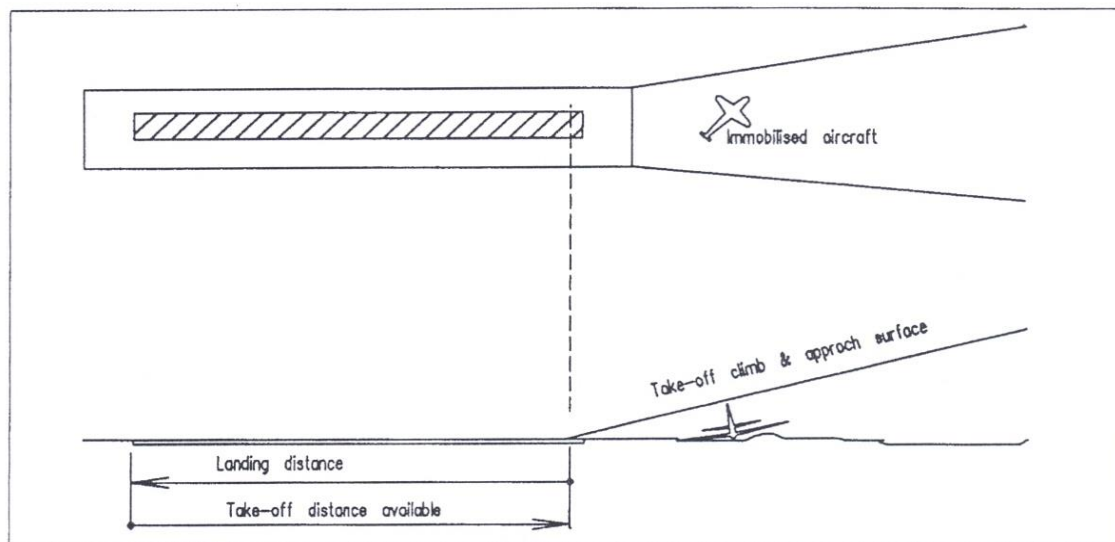 Immobilised aircraft
Take-off climb & approch surface
Landing distance
Take-off distance available